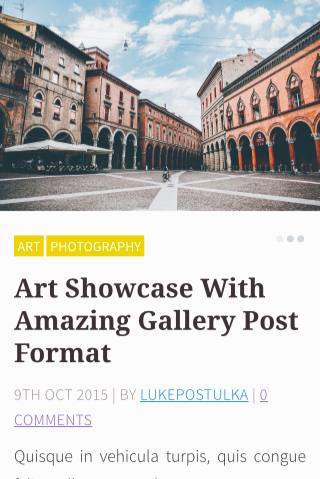 ART PHOTOGRAPHY
Art Showcase With
Amazing Gallery Post
Format
9TH OCT 2015 | BY LUKEPOSTULKA | 0
COMMENTS
Quisque in vehicula turpis, quis congue